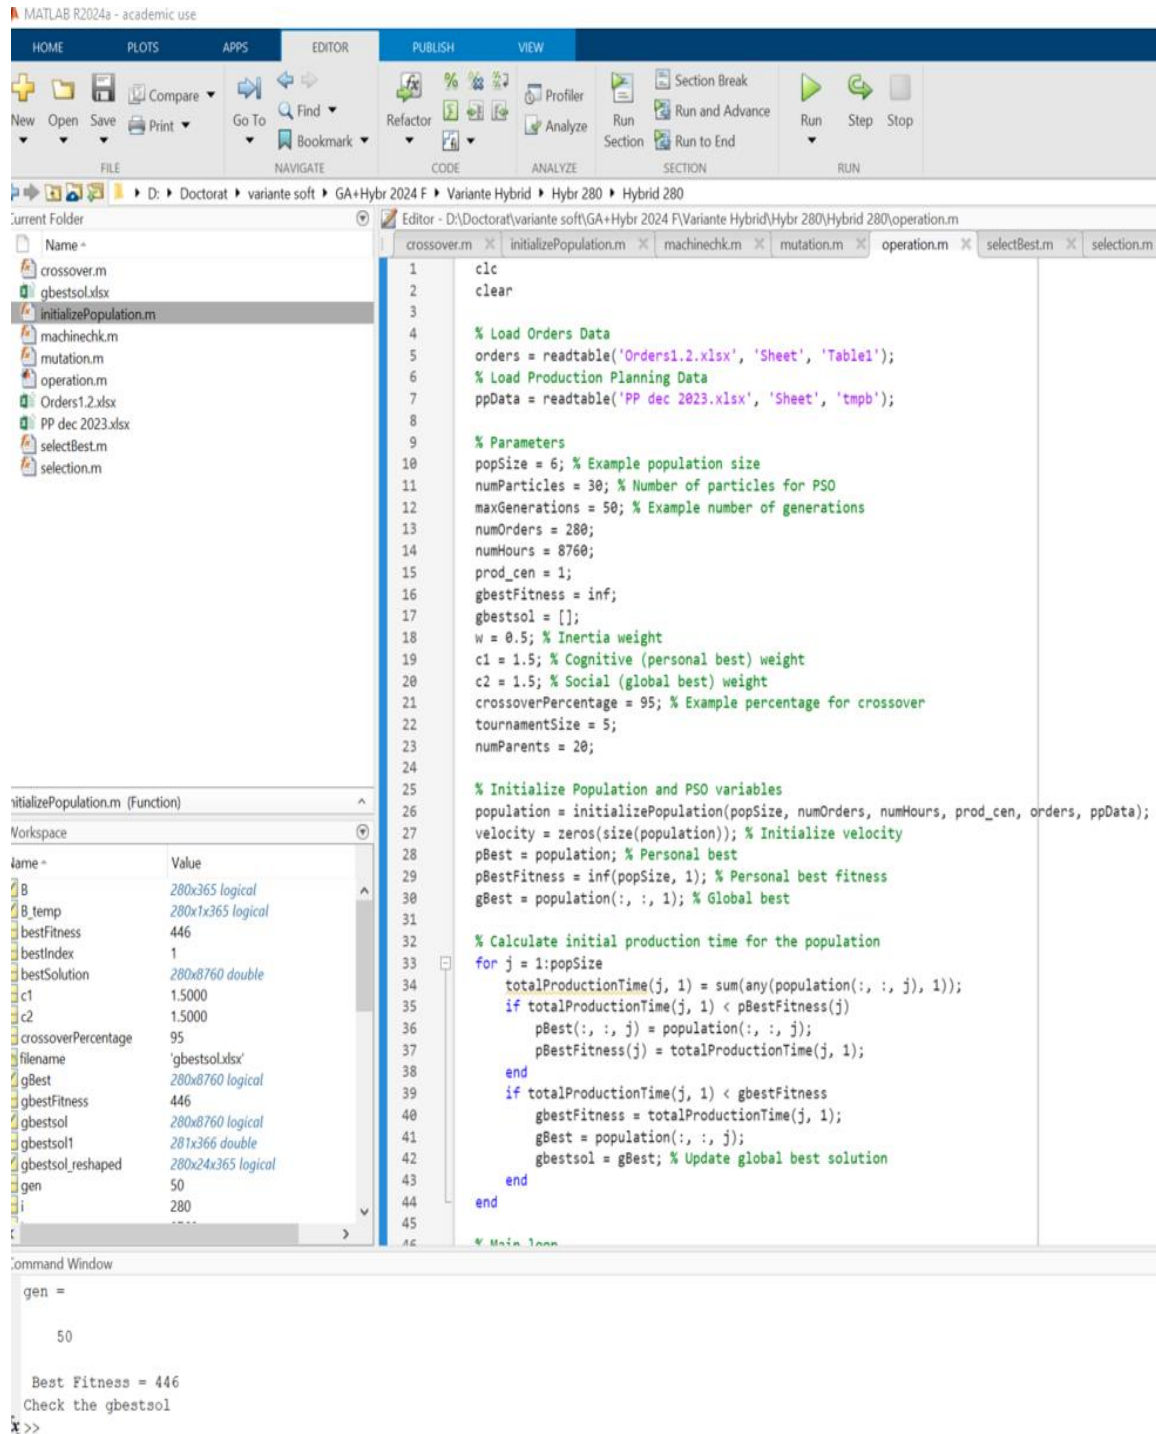 MATLAB R2024a - academic use
HOME PLOTS APPS EDITOR PUBLISH VIEW
New Open Save Compare Print
Go To Find Bookmark
Refactor
Profiler Analyze
Run Section Section Break Run and Advance Run to End
Run Step Stop
FILE NAVIGATE CODE ANALYZE SECTION RUN
D: Doctorat variante soft GA+Hybr 2024 F Variante Hybrid Hybr 280 Hybrid 280
Current Folder
Name
crossover.m
gbestsol.xlsx
initializePopulation.m
machinechk.m
mutation.m
operation.m
Orders1.2.xlsx
PP dec 2023.xlsx
selectBest.m
selection.m
initializePopulation.m (Function)
Workspace
Name Value
B 280x365 logical
B_temp 280x1x365 logical
bestFitness 446
bestIndex 1
bestSolution 280x8760 double
c1 1.5000
c2 1.5000
crossoverPercentage 95
filename 'gbestsol.xlsx'
gBest 280x8760 logical
gbestFitness 446
gbestsol 280x8760 logical
gbestsol1 281x366 double
gbestsol_reshaped 280x24x365 logical
gen 50
i 280
Editor - D:\Doctorat\variante soft\GA+Hybr 2024 F\Variante Hybrid\Hybr 280\Hybrid 280\operation.m
crossover.m initializePopulation.m machinechk.m mutation.m operation.m selectBest.m selection.m
1 clc
2 clear
3
4 % Load Orders Data
5 orders = readtable('Orders1.2.xlsx', 'Sheet', 'Table1');
6 % Load Production Planning Data
7 ppData = readtable('PP dec 2023.xlsx', 'Sheet', 'tmpb');
8
9 % Parameters
10 popSize = 6; % Example population size
11 numParticles = 30; % Number of particles for PSO
12 maxGenerations = 50; % Example number of generations
13 numOrders = 280;
14 numHours = 8760;
15 prod_cen = 1;
16 gbestFitness = inf;
17 gbestsol = [];
18 w = 0.5; % Inertia weight
19 c1 = 1.5; % Cognitive (personal best) weight
20 c2 = 1.5; % Social (global best) weight
21 crossoverPercentage = 95; % Example percentage for crossover
22 tournamentSize = 5;
23 numParents = 20;
24
25 % Initialize Population and PSO variables
26 population = initializePopulation(popSize, numOrders, numHours, prod_cen, orders, ppData);
27 velocity = zeros(size(population)); % Initialize velocity
28 pBest = population; % Personal best
29 pBestFitness = inf(popSize, 1); % Personal best fitness
30 gBest = population(:, :, 1); % Global best
31
32 % Calculate initial production time for the population
33 for j = 1:popSize
34 totalProductionTime(j, 1) = sum(any(population(:, :, j), 1));
35 if totalProductionTime(j, 1) < pBestFitness(j)
36 pBest(:, :, j) = population(:, :, j);
37 pBestFitness(j) = totalProductionTime(j, 1);
38 end
39 if totalProductionTime(j, 1) < gbestFitness
40 gbestFitness = totalProductionTime(j, 1);
41 gBest = population(:, :, j);
42 gbestsol = gBest; % Update global best solution
43 end
44 end
45
46 % Main loop
Command Window
gen =
50
Best Fitness = 446
Check the gbestsol
fx >>